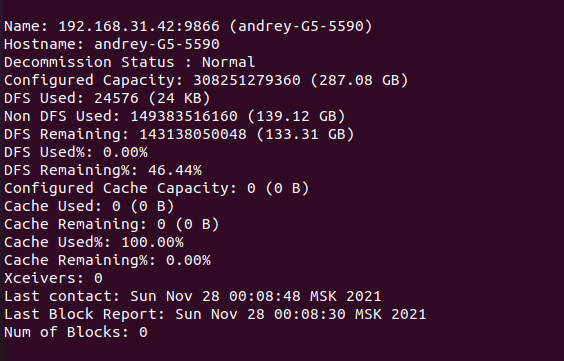 Name: 192.168.31.42:9866 (andrey-G5-5590)
Hostname: andrey-G5-5590
Decommission Status : Normal
Configured Capacity: 308251279360 (287.08 GB)
DFS Used: 24576 (24 KB)
Non DFS Used: 149383516160 (139.12 GB)
DFS Remaining: 143138050048 (133.31 GB)
DFS Used%: 0.00%
DFS Remaining%: 46.44%
Configured Cache Capacity: 0 (0 B)
Cache Used: 0 (0 B)
Cache Remaining: 0 (0 B)
Cache Used%: 100.00%
Cache Remaining%: 0.00%
Xceivers: 0
Last contact: Sun Nov 28 00:08:48 MSK 2021
Last Block Report: Sun Nov 28 00:08:30 MSK 2021
Num of Blocks: 0